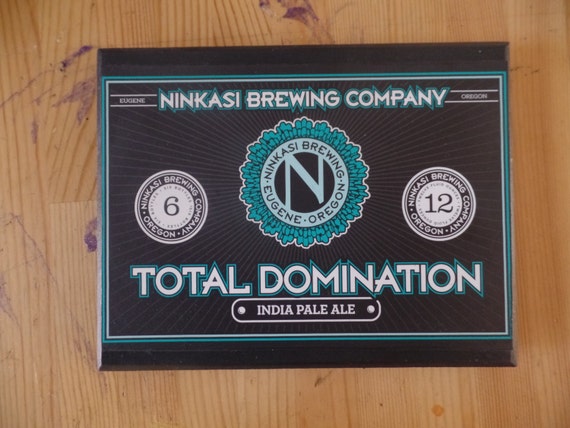 EUGENE
NINKASI BREWING COMPANY
OREGON
NINKASI BREWING
N
EUGENE · OREGON
NINKASI BREWING COMPANY
OREGON
6
NINKASI BREWING COMPANY
OREGON
12
TOTAL DOMINATION
INDIA PALE ALE